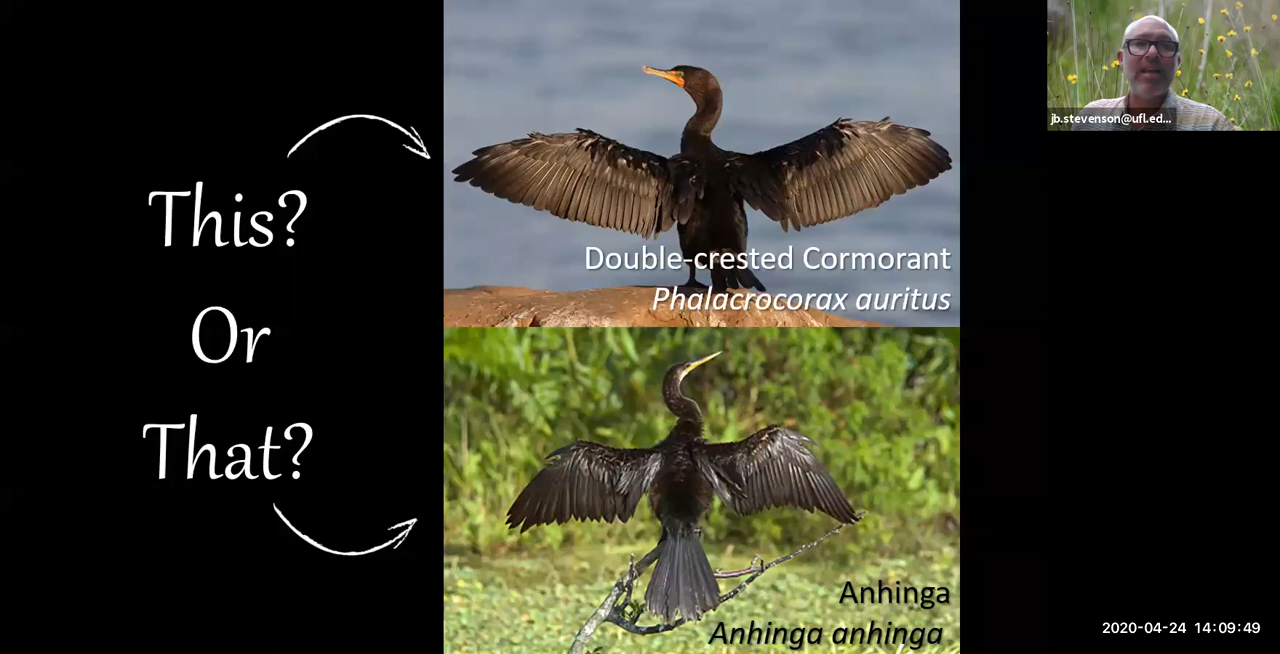 This?
Or
That?
Double-crested Cormorant
Phalacrocorax auritus
Anhinga
Anhinga anhinga
jb.stevenson@ufl.ed...
2020-04-24 14:09:49